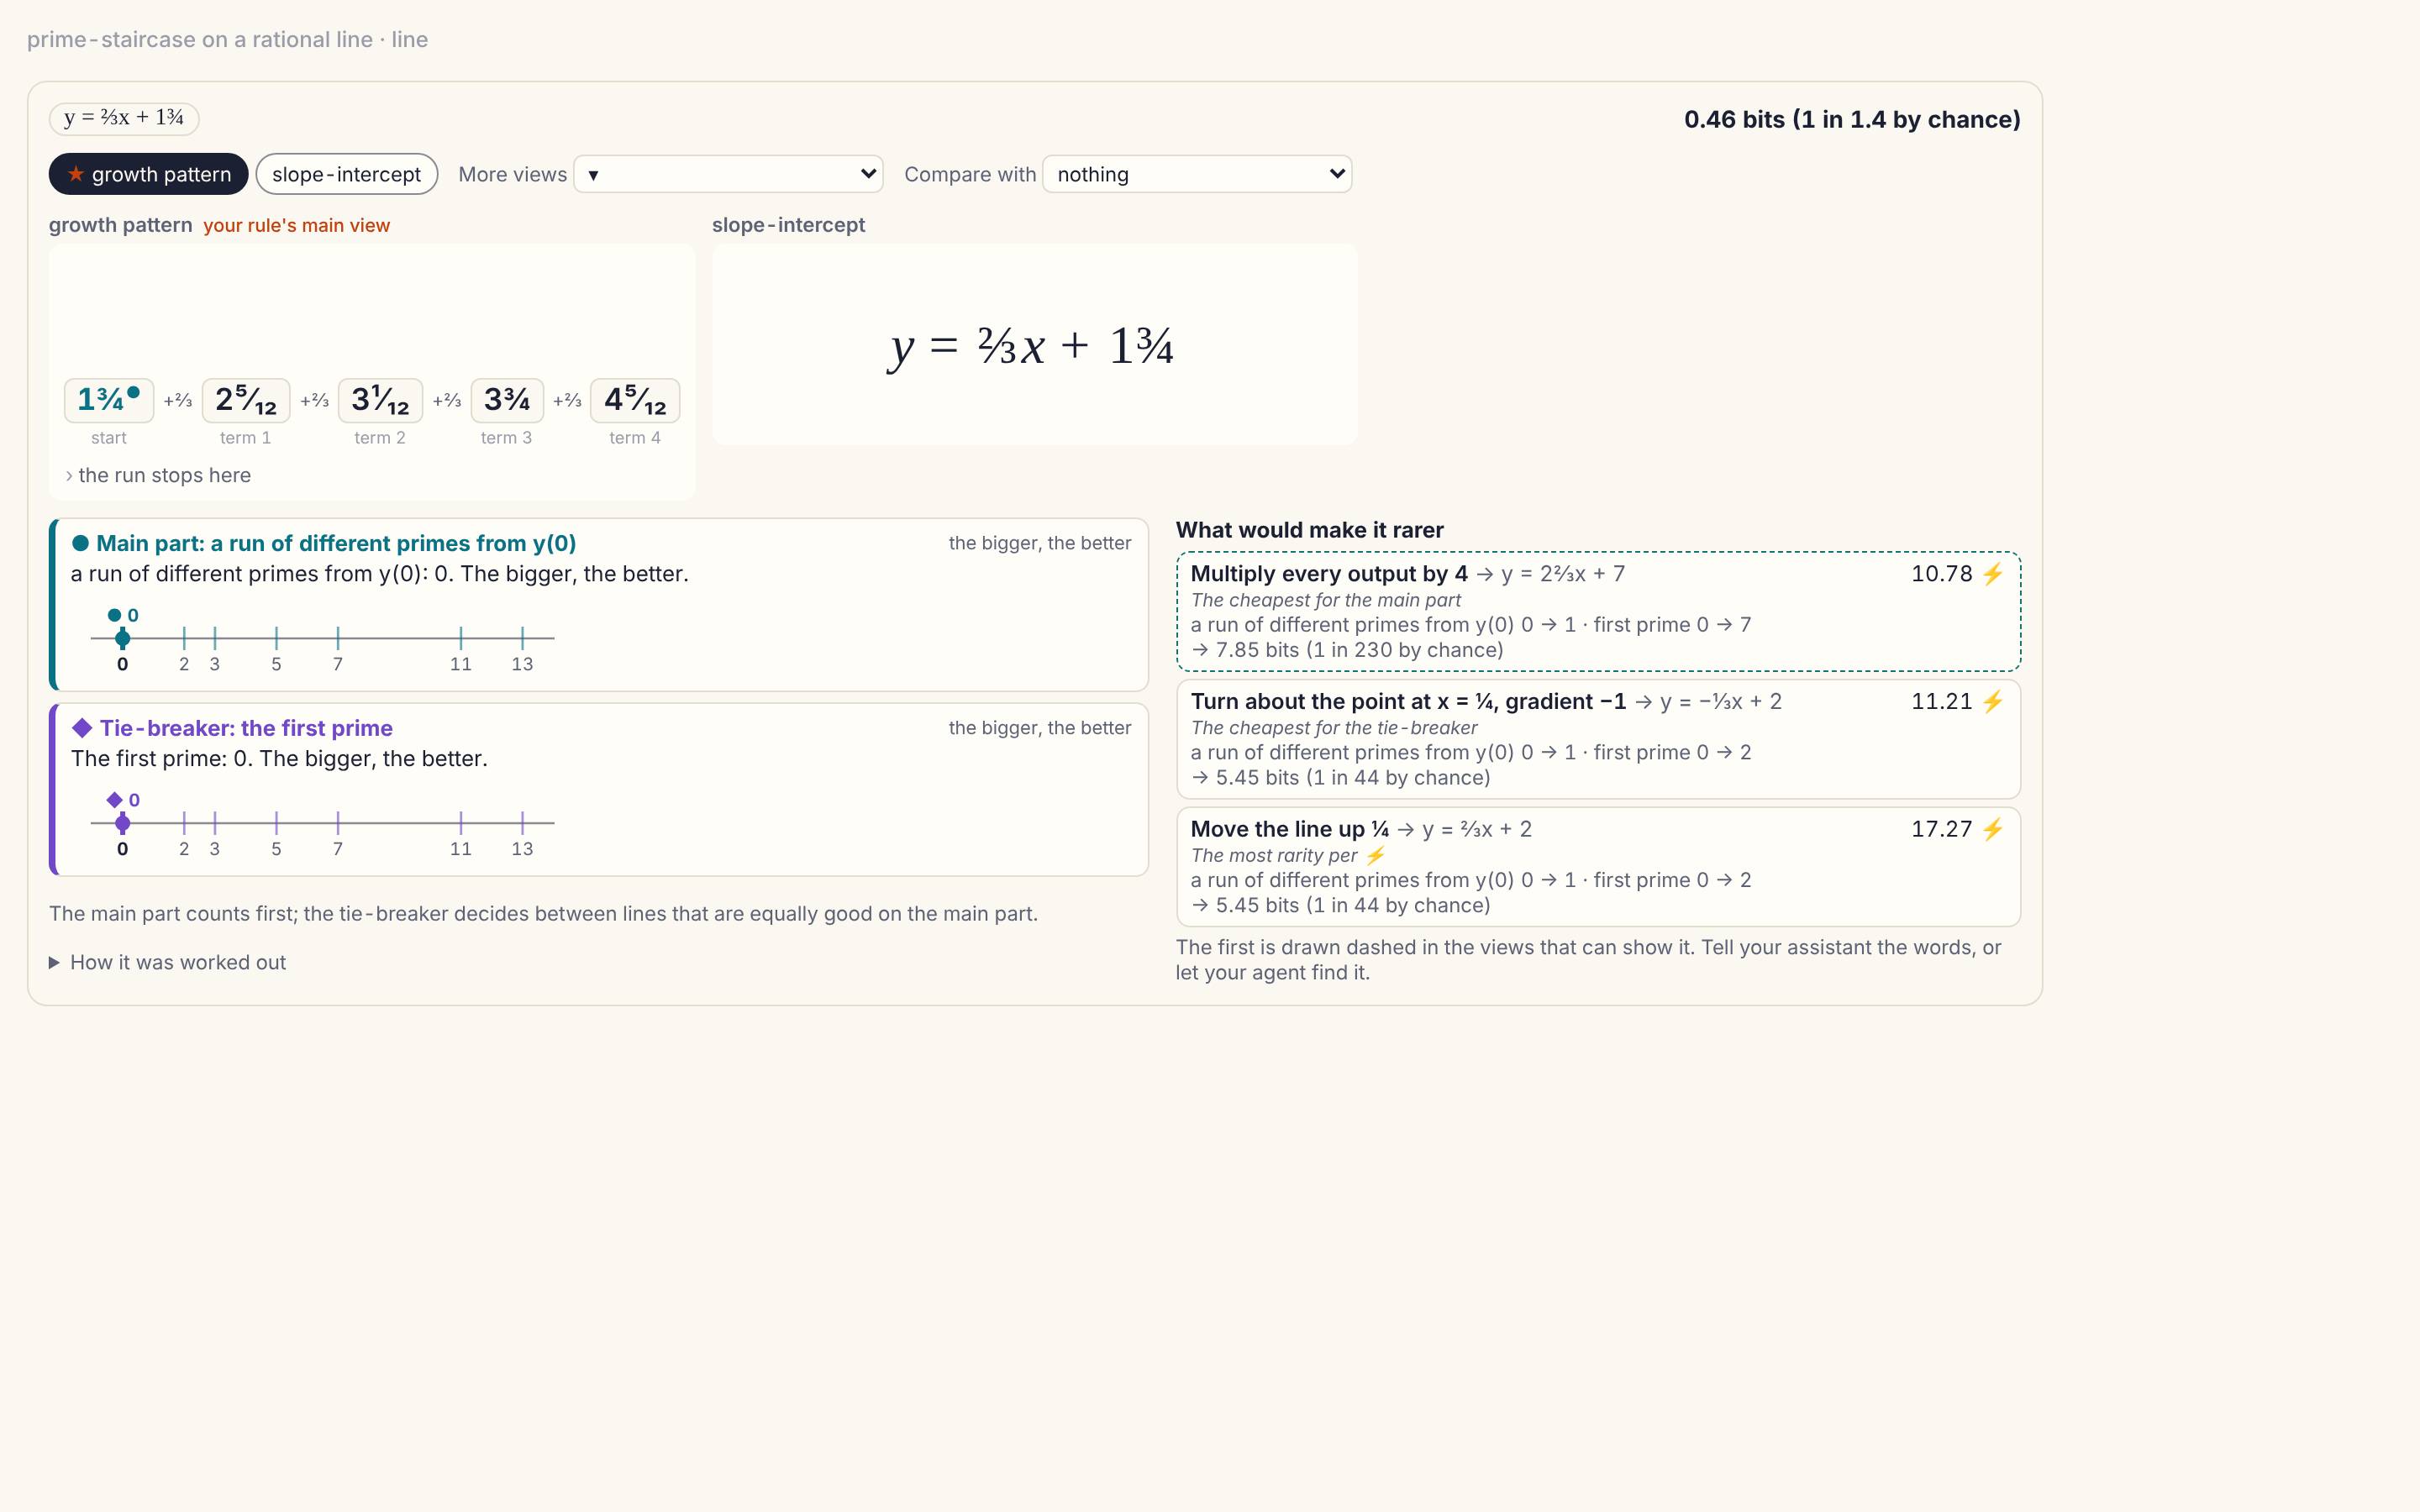 prime-staircase on a rational line · line
y = ⅔x + 1¾
0.46 bits (1 in 1.4 by chance)
★ growth pattern
slope-intercept
More views ▾
Compare with nothing
growth pattern your rule's main view
slope-intercept
1¾ +⅔ 2⁵⁄₁₂ +⅔ 3¹⁄₁₂ +⅔ 3¾ +⅔ 4⁵⁄₁₂
start term 1 term 2 term 3 term 4
› the run stops here
y = ⅔x + 1¾
● Main part: a run of different primes from y(0) the bigger, the better
a run of different primes from y(0): 0. The bigger, the better.
● 0
0 2 3 5 7 11 13
◆ Tie-breaker: the first prime the bigger, the better
The first prime: 0. The bigger, the better.
◆ 0
0 2 3 5 7 11 13
The main part counts first; the tie-breaker decides between lines that are equally good on the main part.
▶ How it was worked out
What would make it rarer
Multiply every output by 4 → y = 2⅔x + 7 10.78 ⚡
The cheapest for the main part
a run of different primes from y(0) 0 → 1 · first prime 0 → 7
→ 7.85 bits (1 in 230 by chance)
Turn about the point at x = ¼, gradient −1 → y = −⅓x + 2 11.21 ⚡
The cheapest for the tie-breaker
a run of different primes from y(0) 0 → 1 · first prime 0 → 2
→ 5.45 bits (1 in 44 by chance)
Move the line up ¼ → y = ⅔x + 2 17.27 ⚡
The most rarity per ⚡
a run of different primes from y(0) 0 → 1 · first prime 0 → 2
→ 5.45 bits (1 in 44 by chance)
The first is drawn dashed in the views that can show it. Tell your assistant the words, or
let your agent find it.